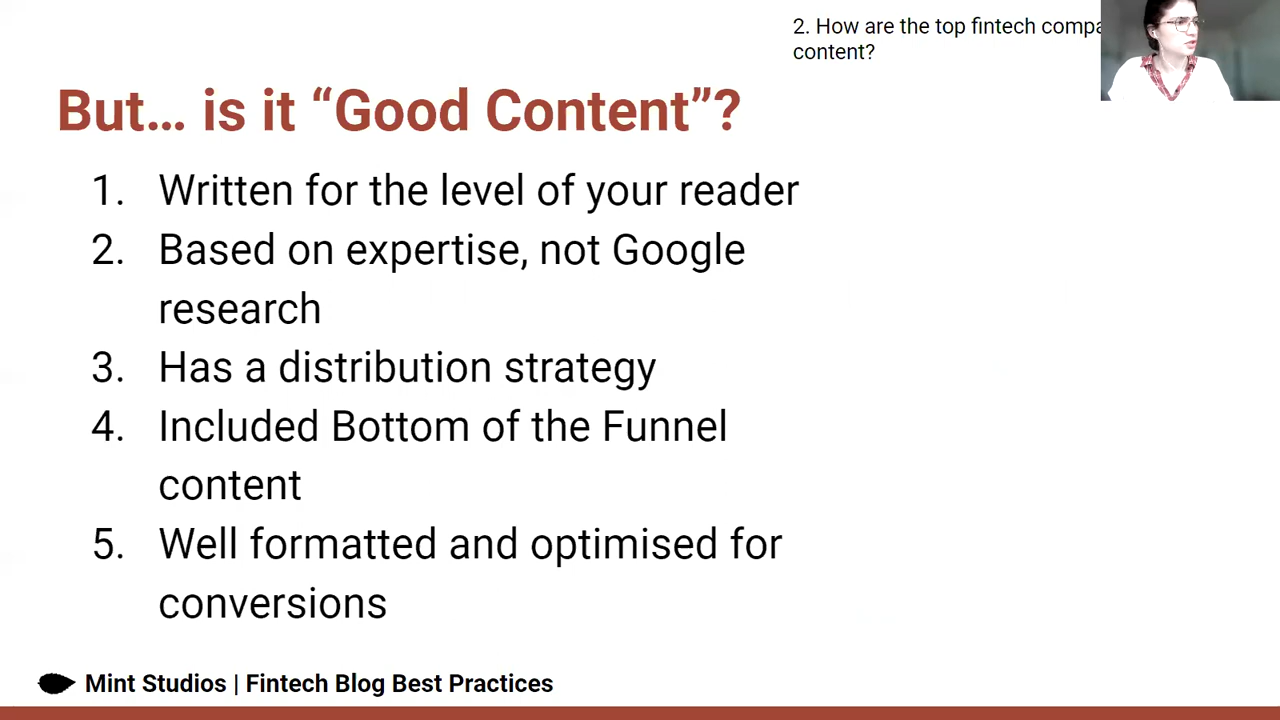 2. How are the top fintech
content?
But… is it “Good Content”?
1. Written for the level of your reader
2. Based on expertise, not Google
research
3. Has a distribution strategy
4. Included Bottom of the Funnel
content
5. Well formatted and optimised for
conversions
Mint Studios | Fintech Blog Best Practices